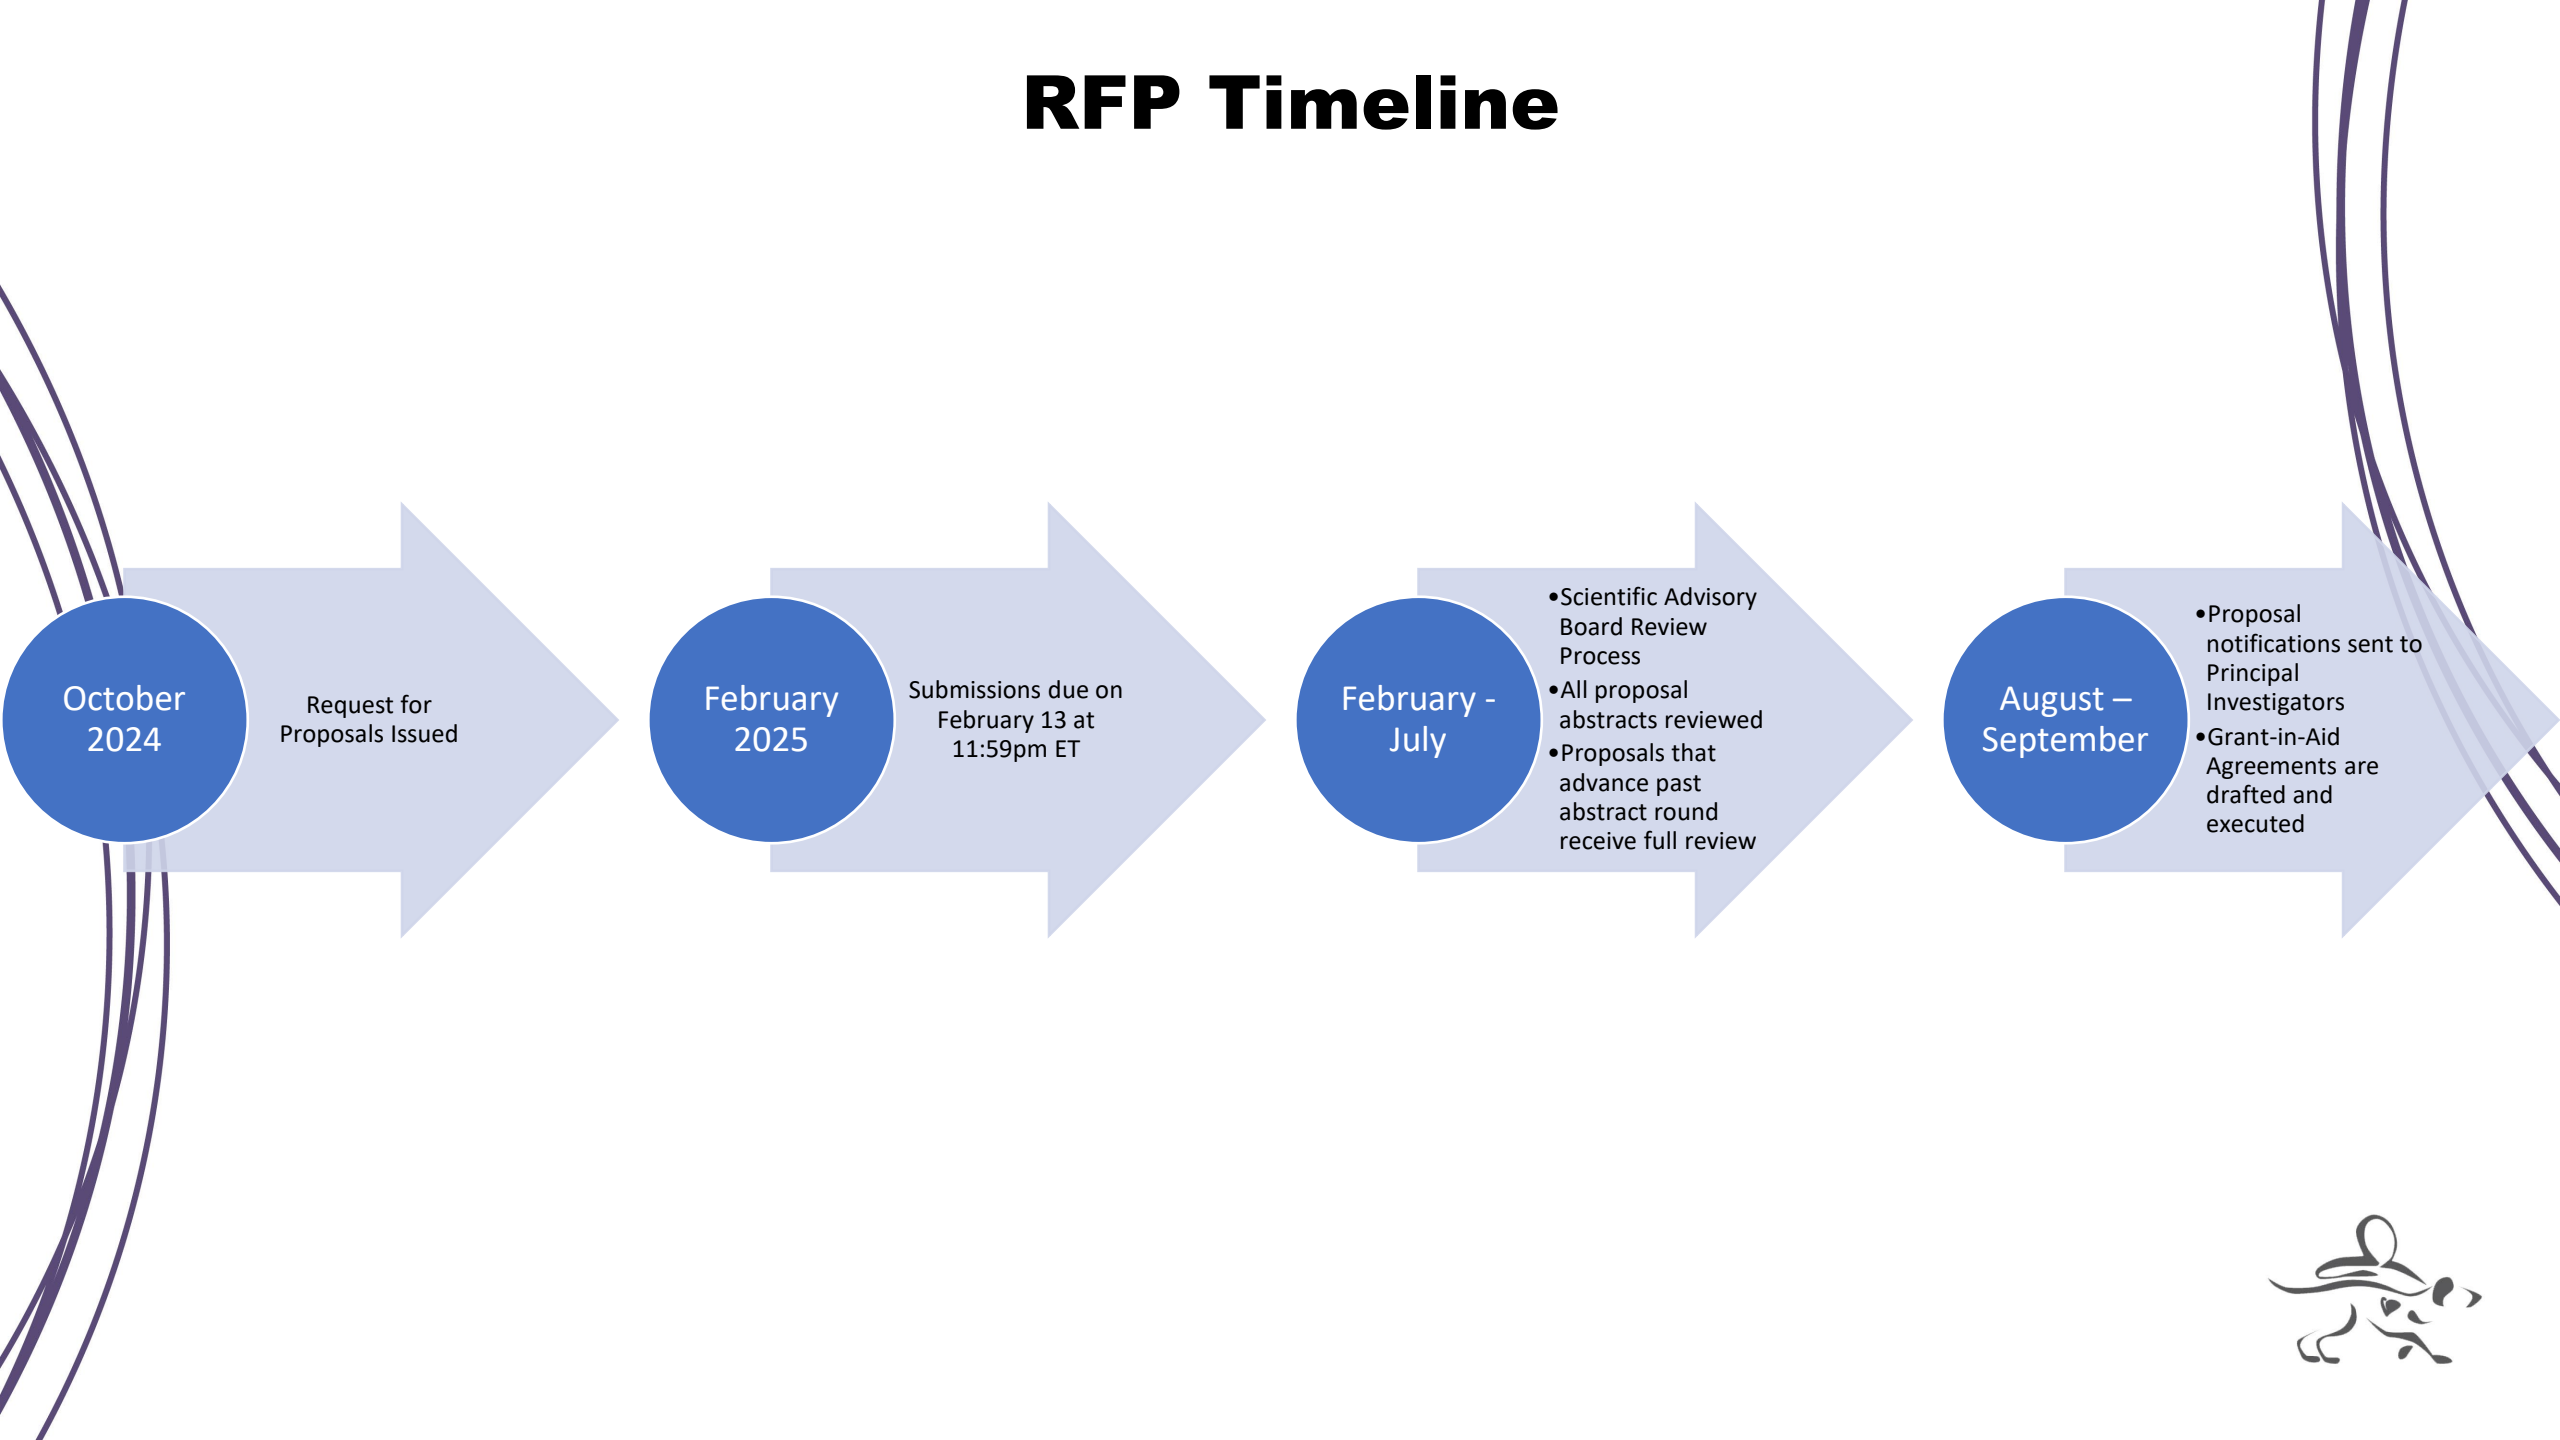 RFP Timeline
October
2024
Request for
Proposals Issued
February
2025
Submissions due on
February 13 at
11:59pm ET
February -
July
•Scientific Advisory
Board Review
Process
•All proposal
abstracts reviewed
•Proposals that
advance past
abstract round
receive full review
August –
September
•Proposal
notifications sent to
Principal
Investigators
•Grant-in-Aid
Agreements are
drafted and
executed